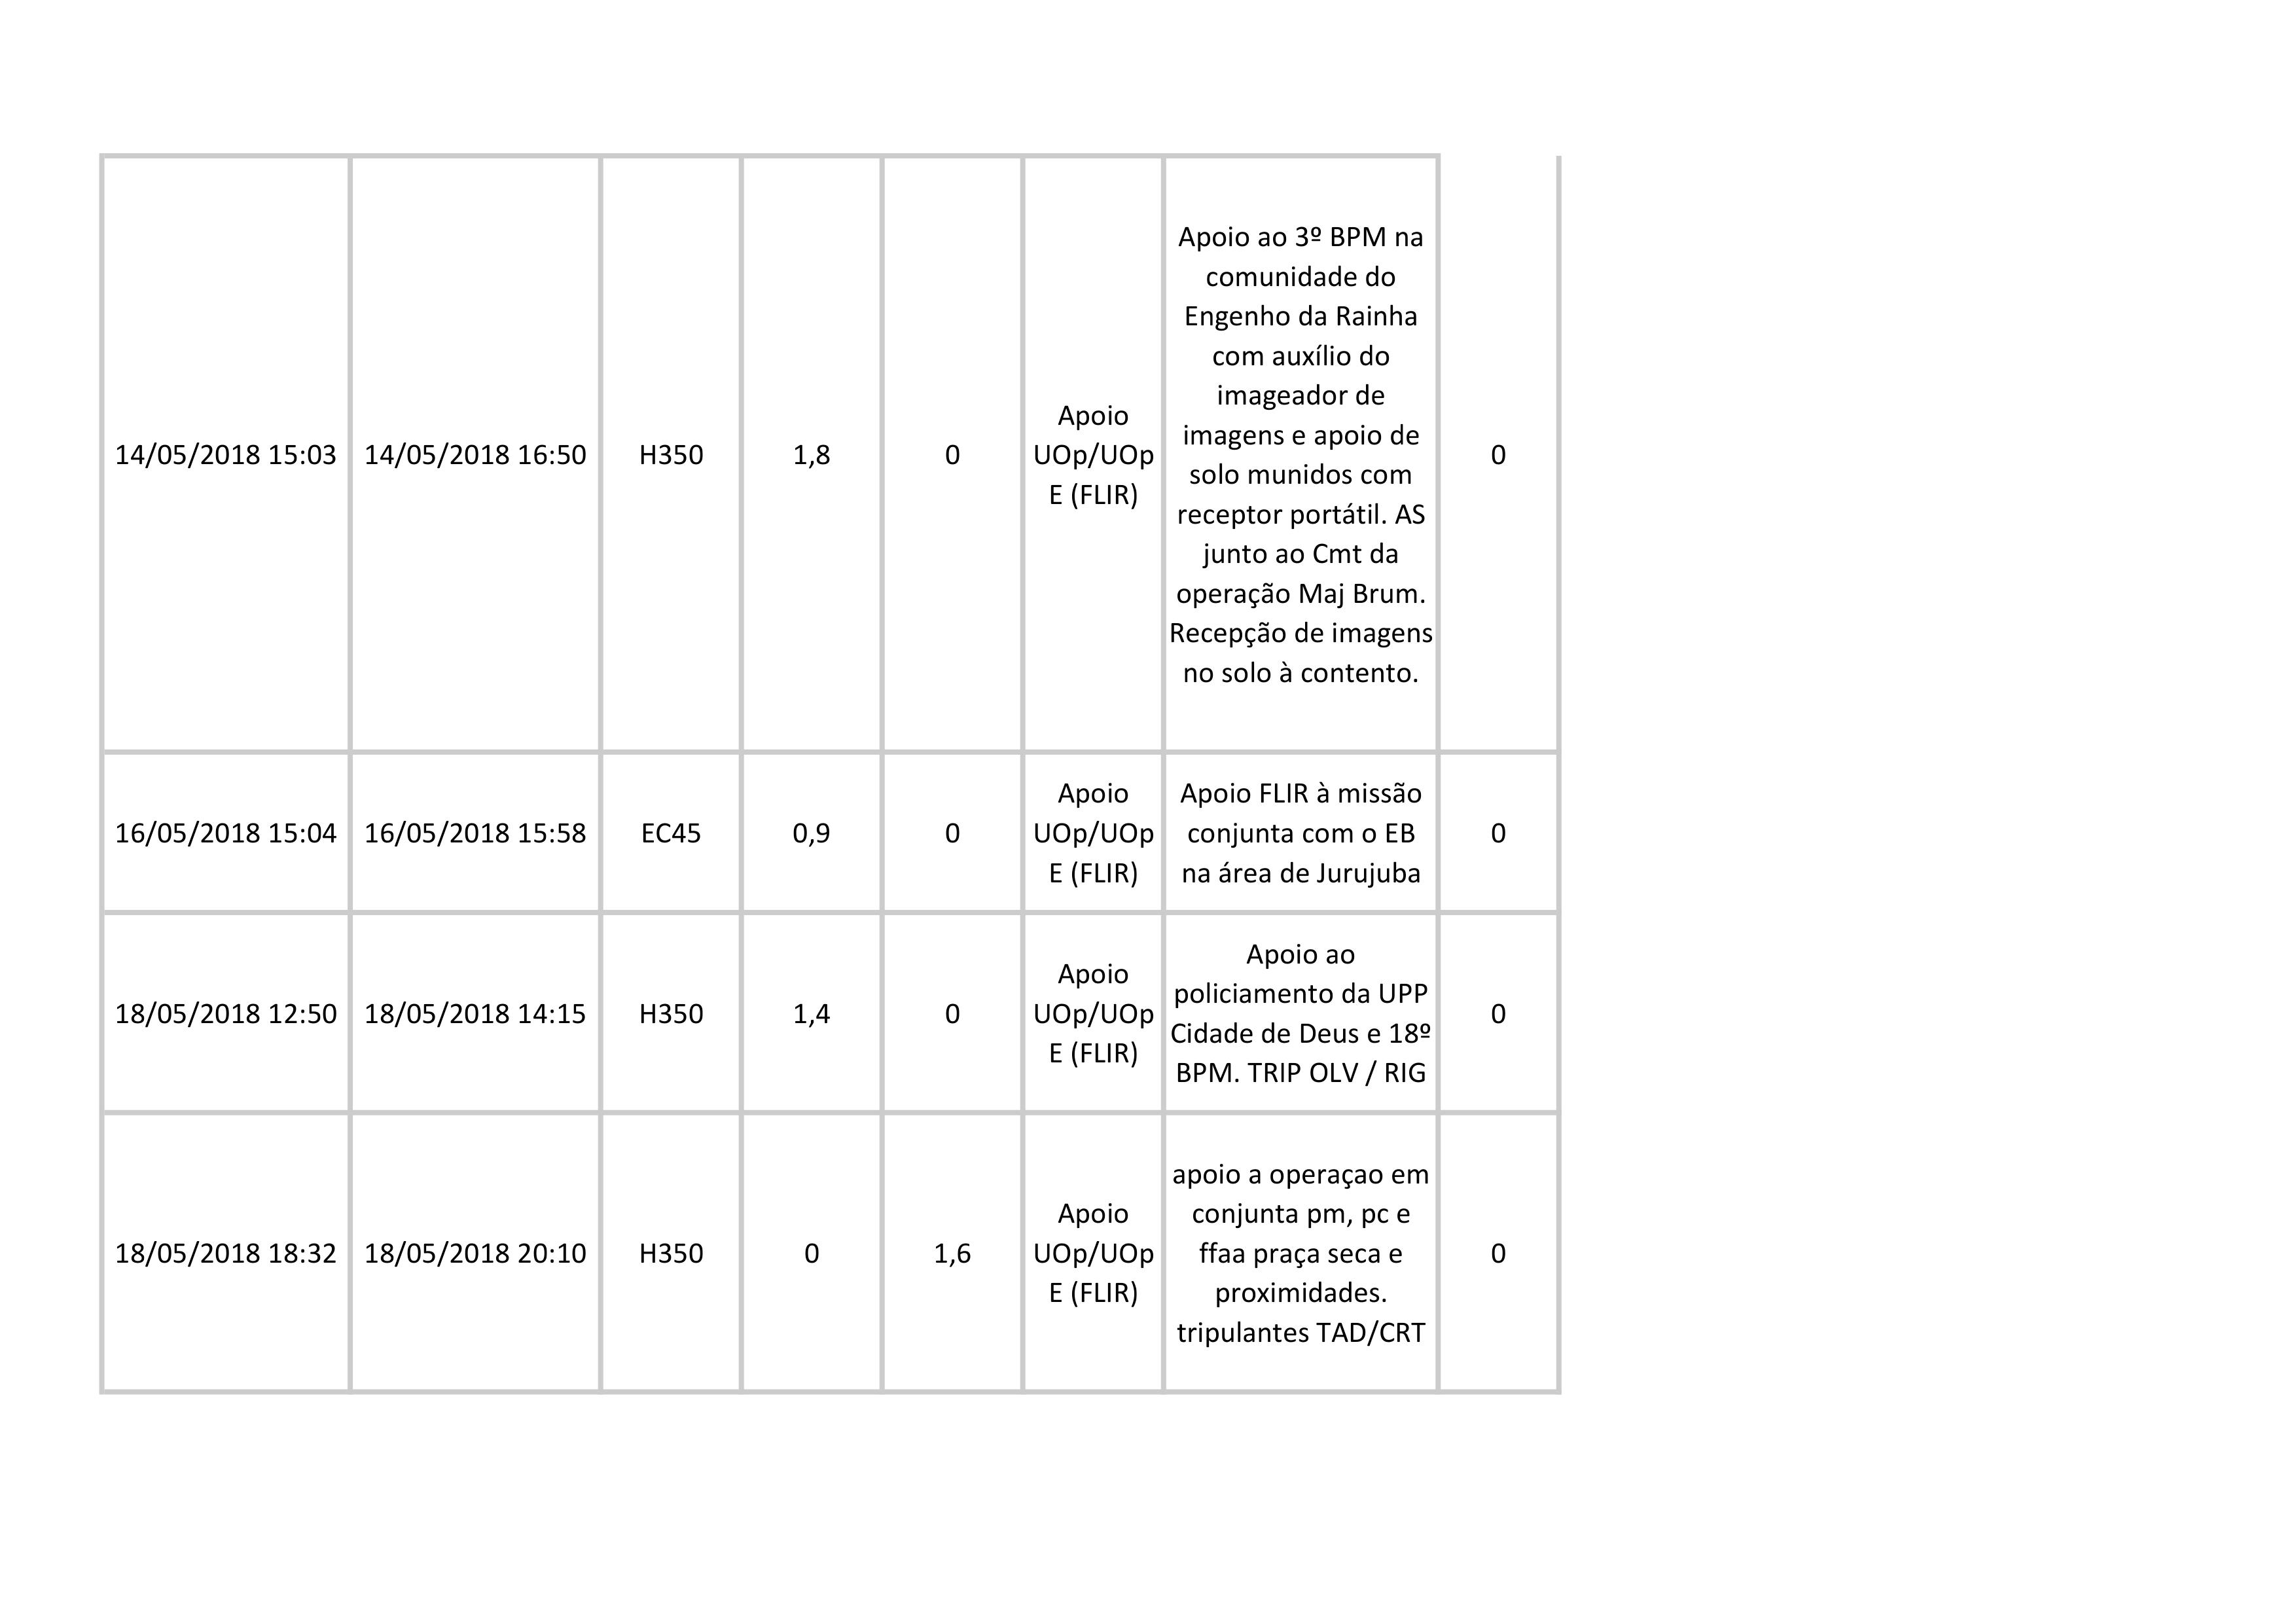 14/05/2018 15:03
14/05/2018 16:50
H350
1,8
0
Apoio
UOp/UOp
E (FLIR)
Apoio ao 3º BPM na
comunidade do
Engenho da Rainha
com auxílio do
imageador de
imagens e apoio de
solo munidos com
receptor portátil. AS
junto ao Cmt da
operação Maj Brum.
Recepção de imagens
no solo à contento.
0
16/05/2018 15:04
16/05/2018 15:58
EC45
0,9
0
Apoio
UOp/UOp
E (FLIR)
Apoio FLIR à missão
conjunta com o EB
na área de Jurujuba
0
18/05/2018 12:50
18/05/2018 14:15
H350
1,4
0
Apoio
UOp/UOp
E (FLIR)
Apoio ao
policiamento da UPP
Cidade de Deus e 18º
BPM. TRIP OLV / RIG
0
18/05/2018 18:32
18/05/2018 20:10
H350
0
1,6
Apoio
UOp/UOp
E (FLIR)
apoio a operaçao em
conjunta pm, pc e
ffaa praça seca e
proximidades.
tripulantes TAD/CRT
0